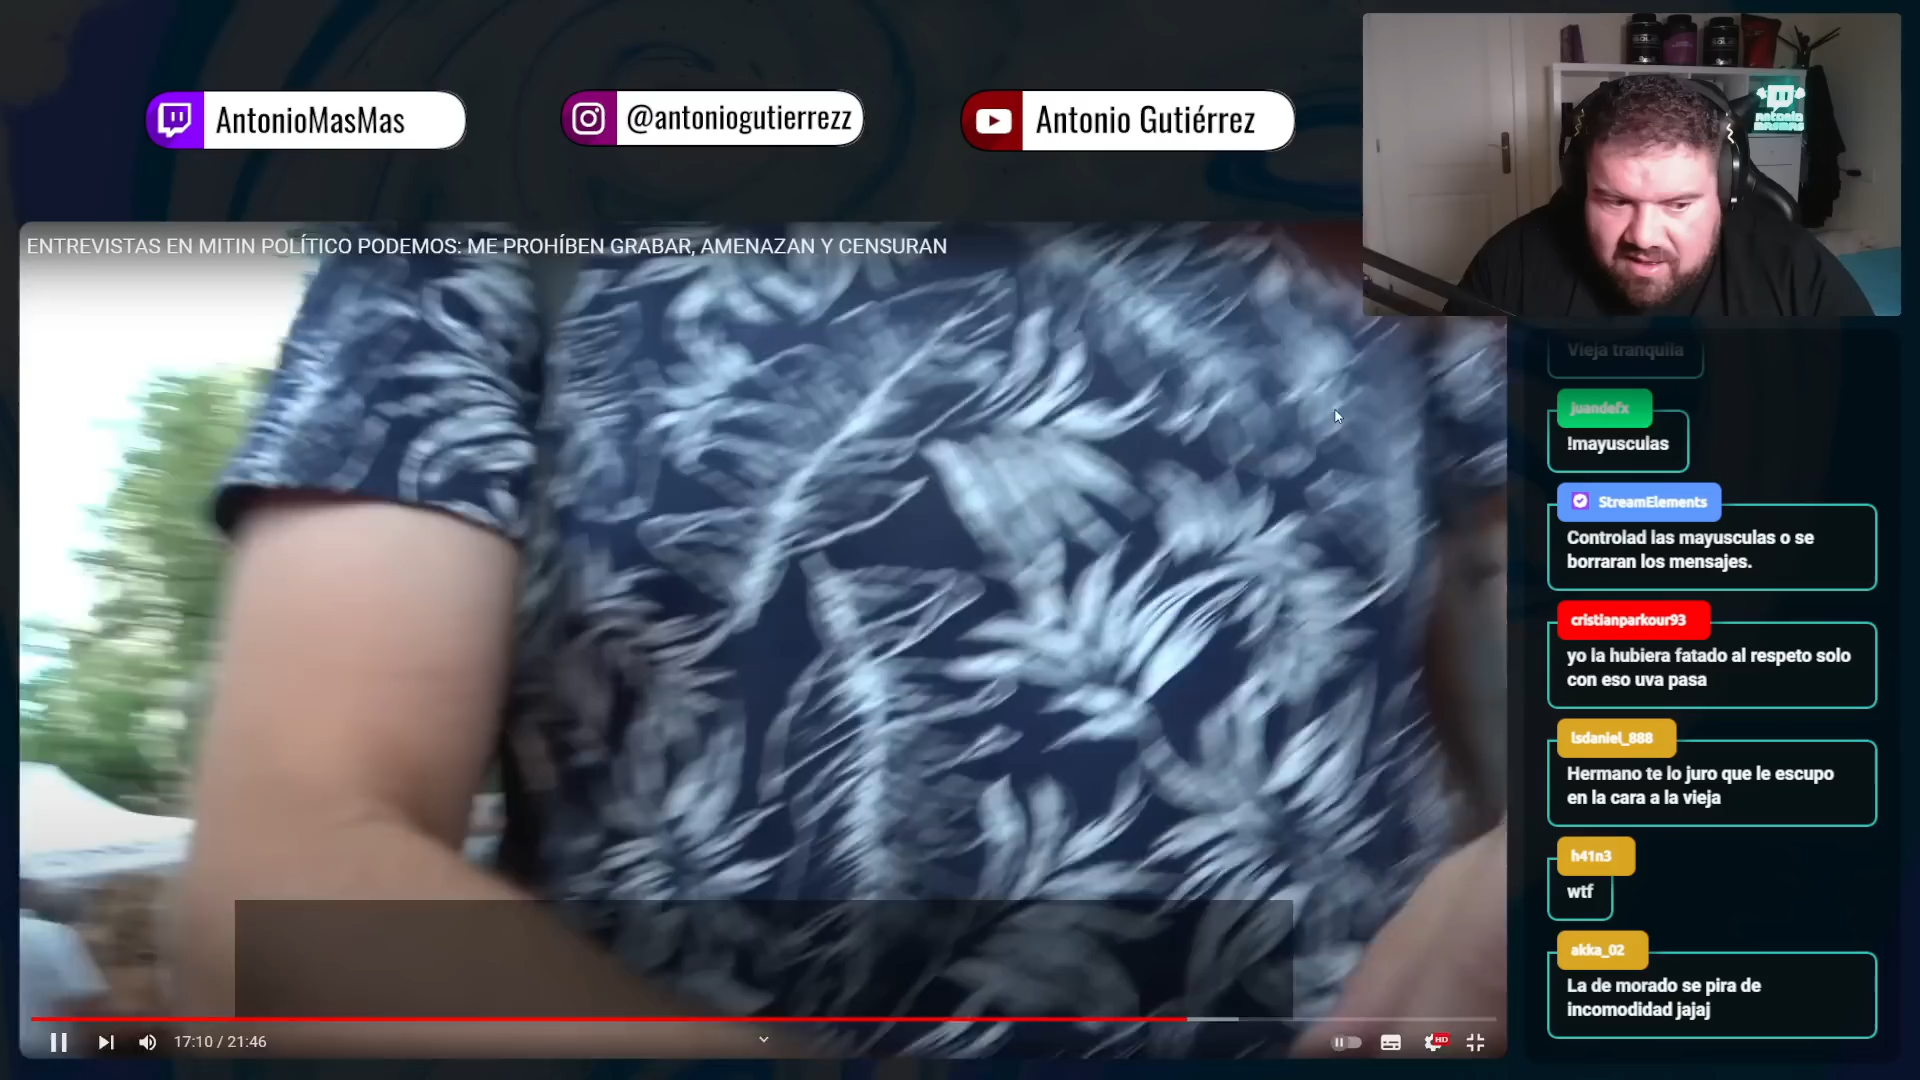 AntonioMasMas
@antoniogutierrezz
Antonio Gutiérrez
ANTONIO
MASMAS
ENTREVISTAS EN MITIN POLÍTICO PODEMOS: ME PROHÍBEN GRABAR, AMENAZAN Y CENSURAN
Vieja tranquila
juandefx
!mayusculas
StreamElements
Controlad las mayusculas o se
borraran los mensajes.
cristianparkour93
yo la hubiera fatado al respeto solo
con eso uva pasa
lsdaniel_888
Hermano te lo juro que le escupo
en la cara a la vieja
h41n3
wtf
akka_02
La de morado se pira de
incomodidad jajaj
17:10 / 21:46
HD